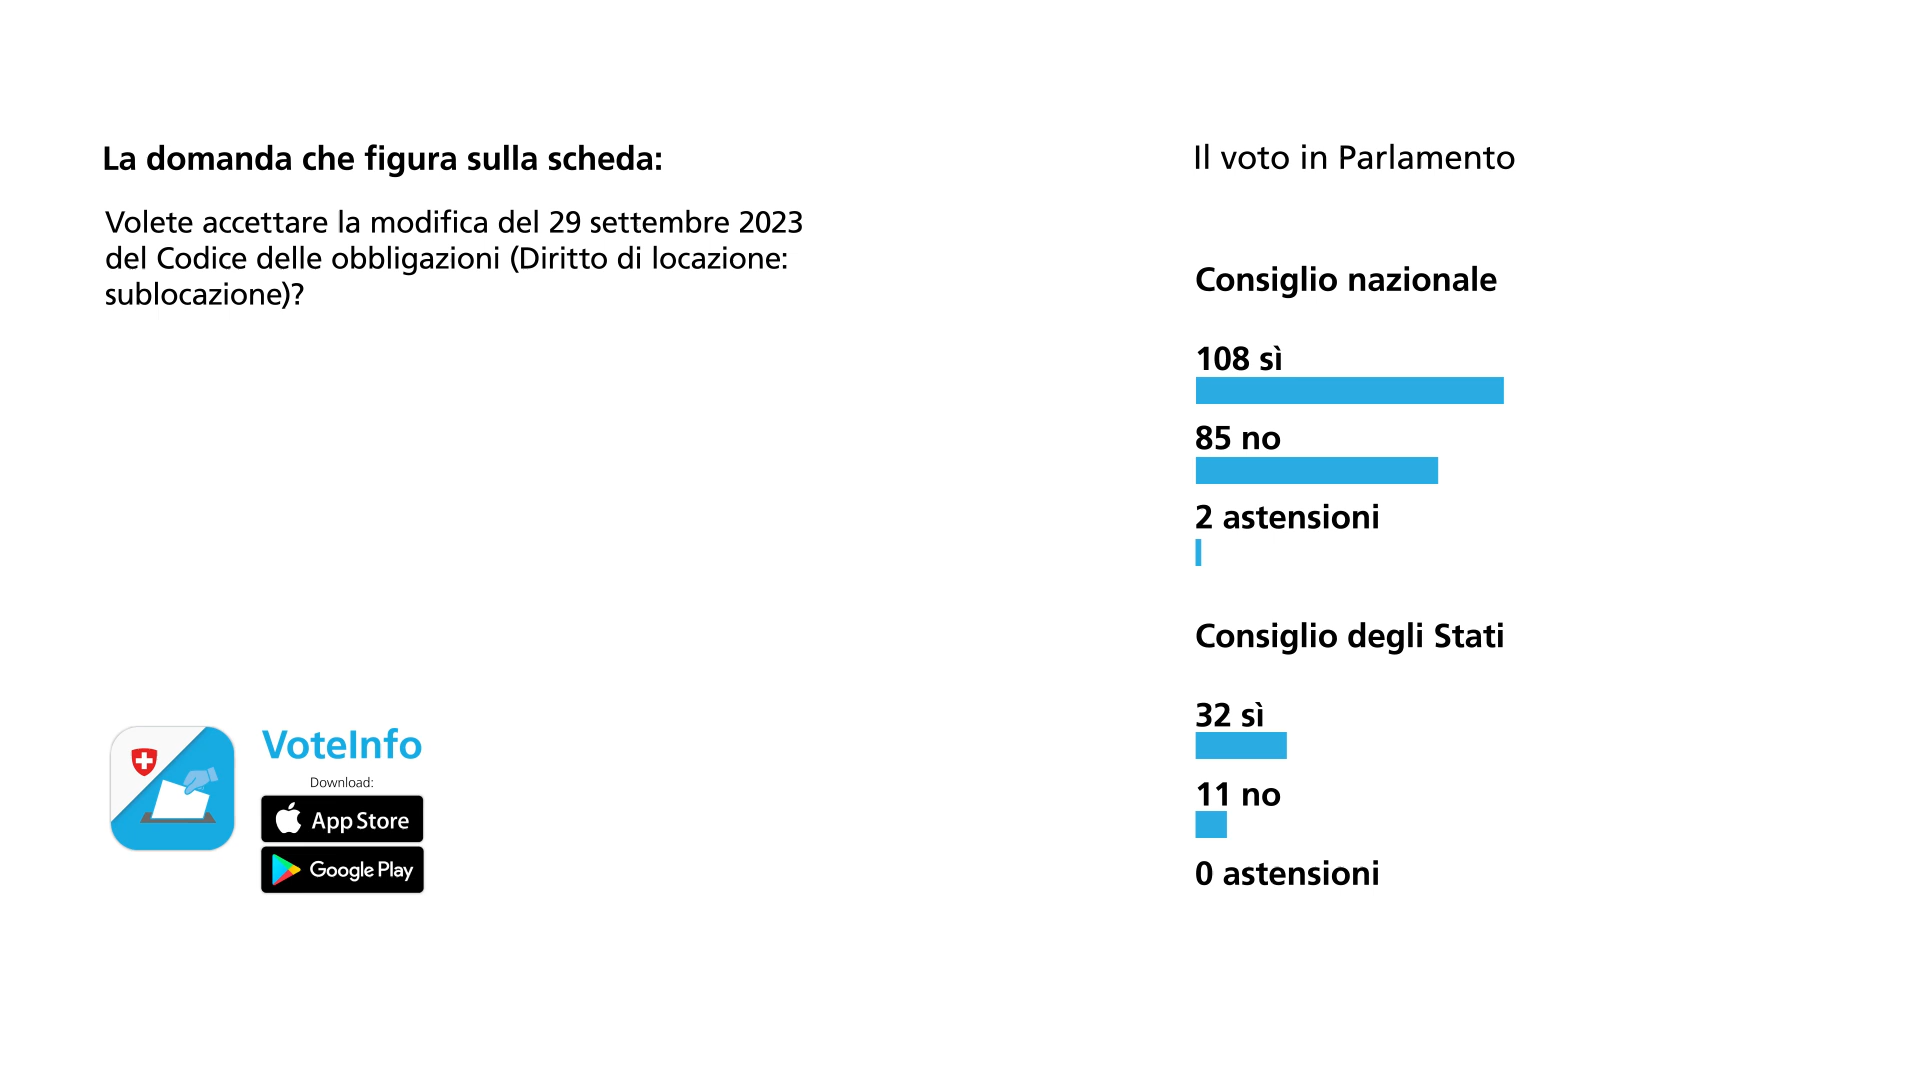 La domanda che figura sulla scheda:
Volete accettare la modifica del 29 settembre 2023
del Codice delle obbligazioni (Diritto di locazione:
sublocazione)?
VoteInfo
Download:
App Store
Google Play
Il voto in Parlamento
Consiglio nazionale
108 sì
85 no
2 astensioni
Consiglio degli Stati
32 sì
11 no
0 astensioni